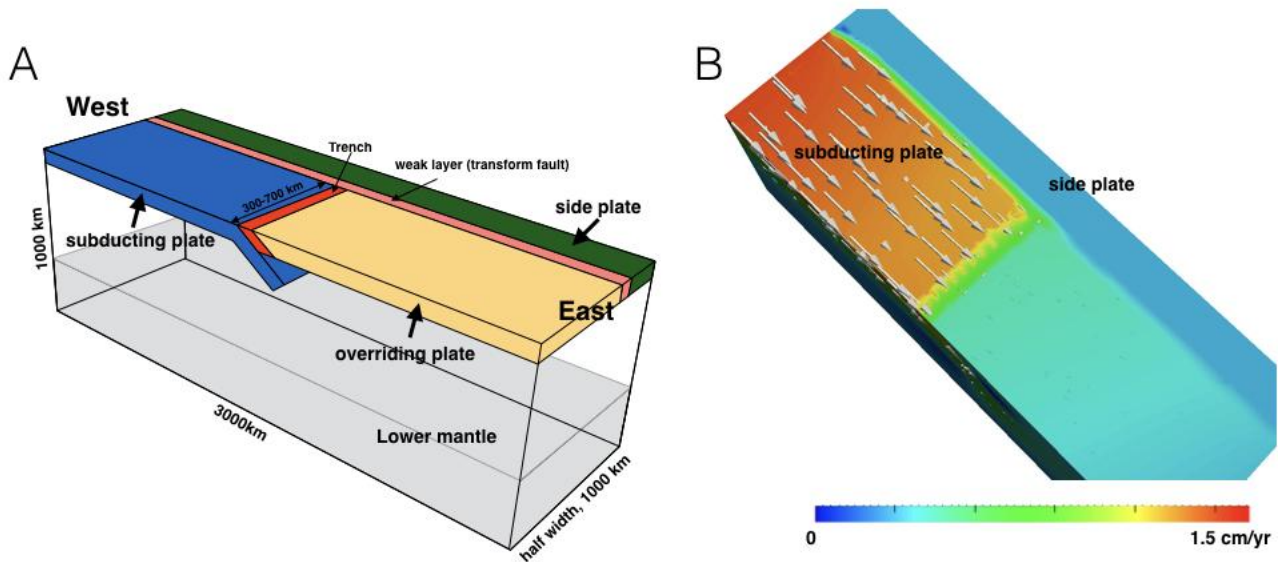 A
West
Trench
weak layer (transform fault)
300-700 km
side plate
subducting plate
1000 km
East
overriding plate
3000km
Lower mantle
half width, 1000 km
B
subducting plate
side plate
0
1.5 cm/yr